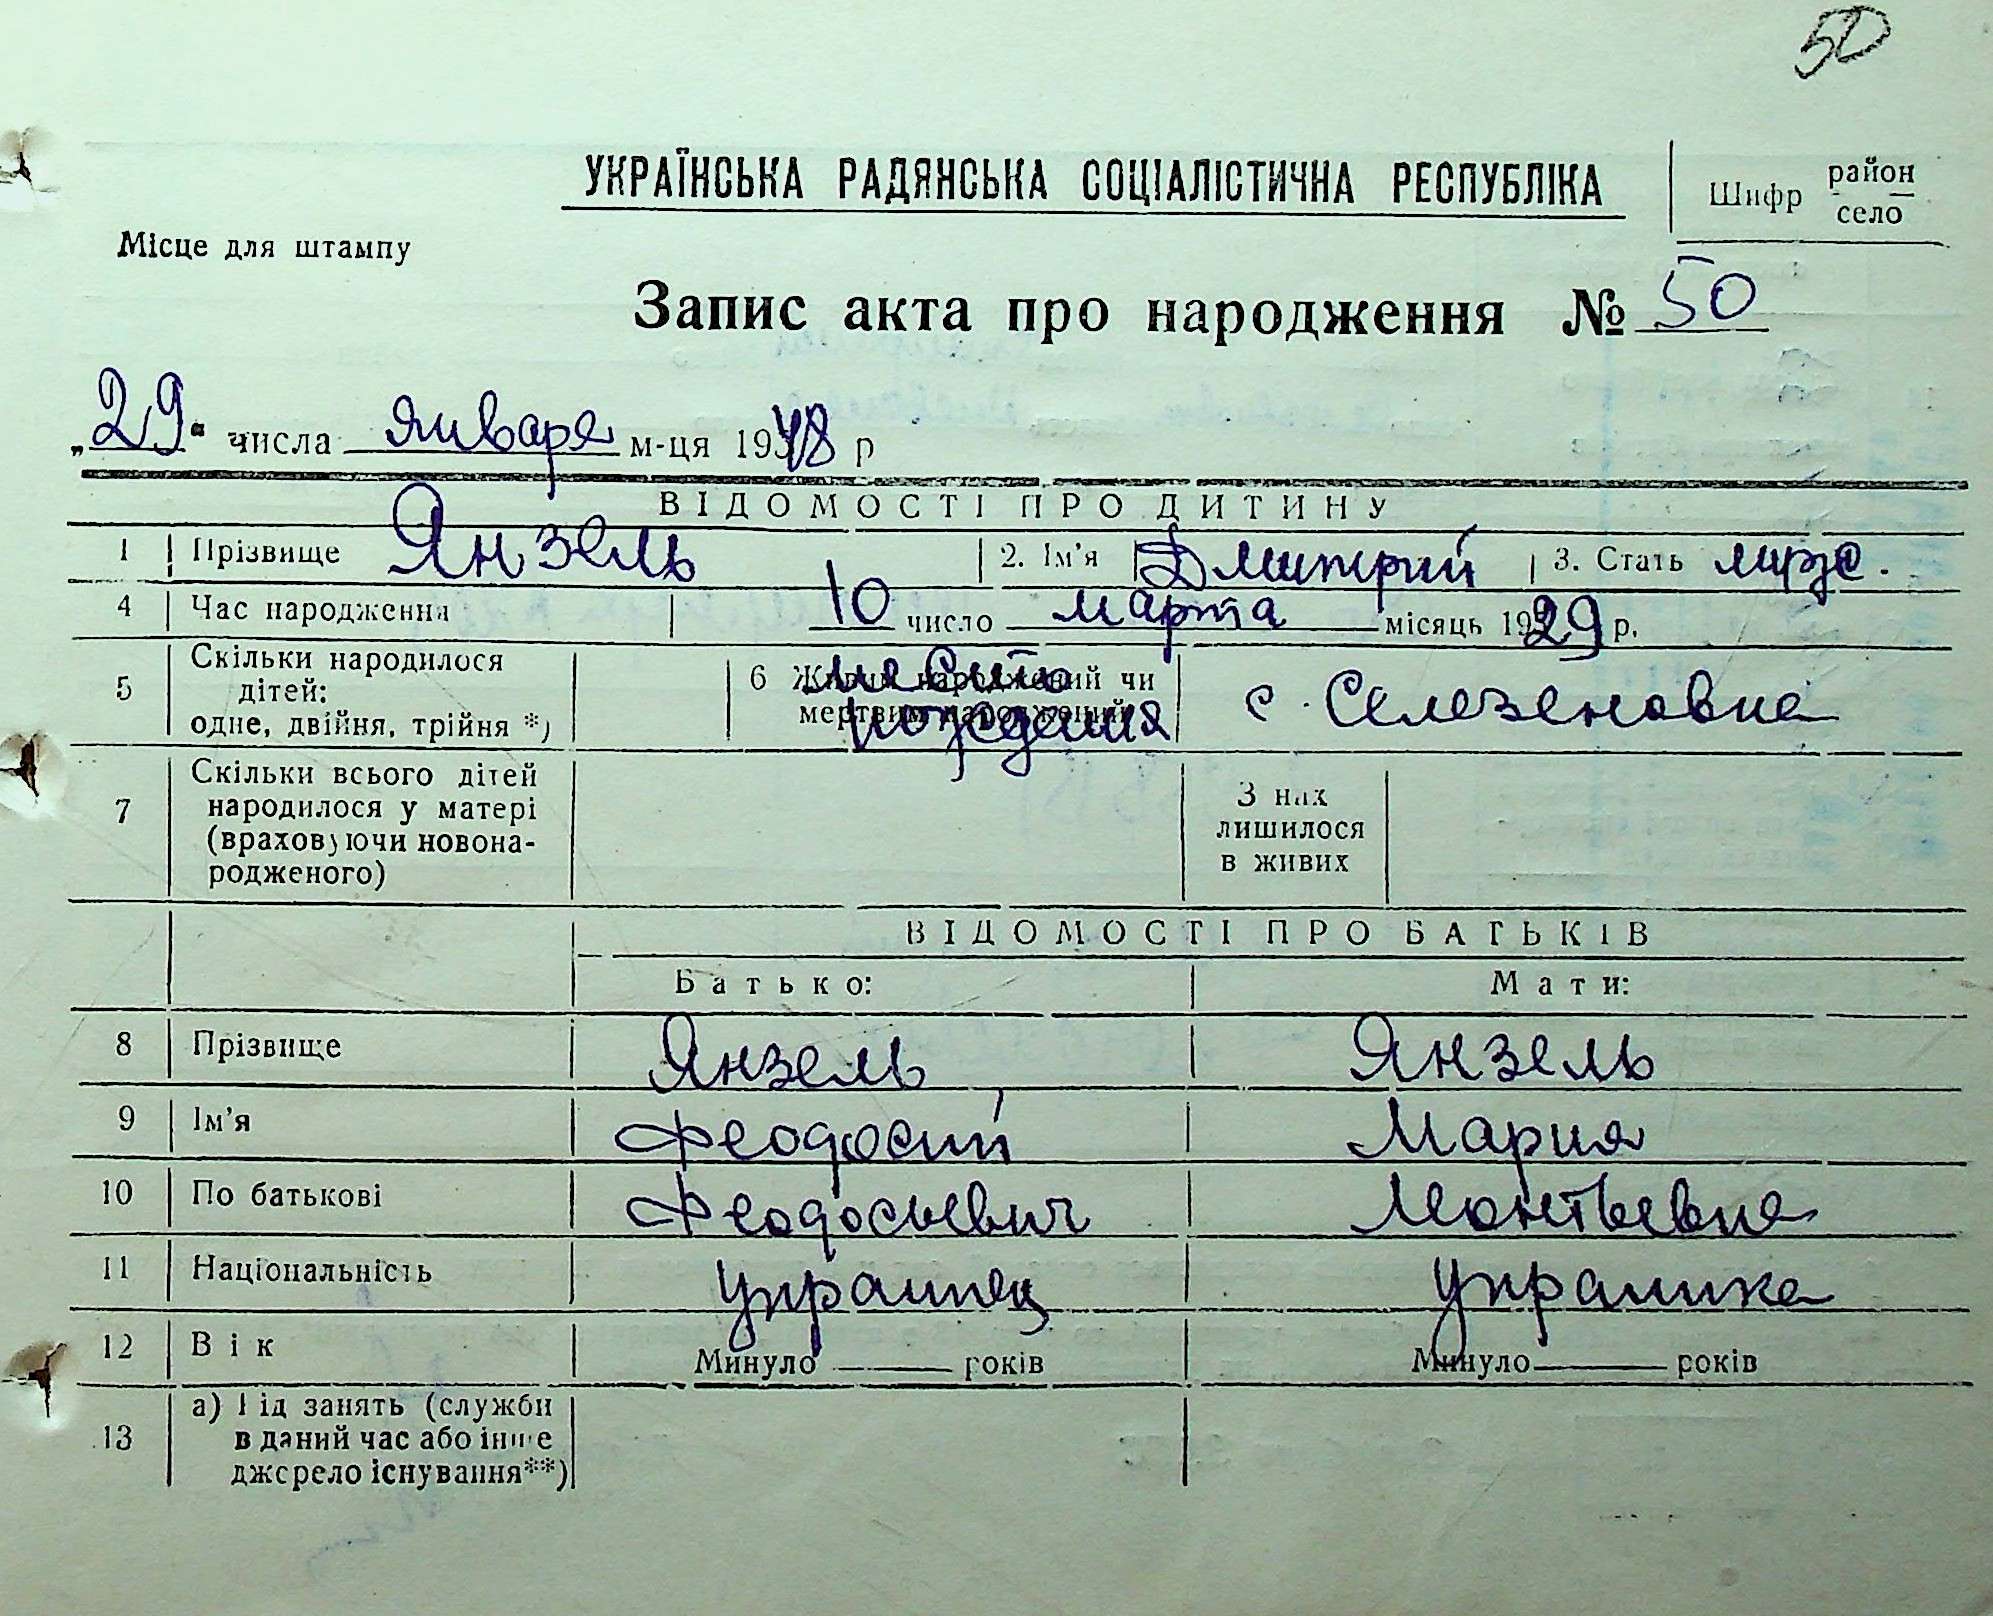 50
УКРАЇНСЬКА РАДЯНСЬКА СОЦІАЛІСТИЧНА РЕСПУБЛІКА
Шифр район село
Місце для штампу
Запис акта про народження № 50
„29“ числа января м-ця 1948 р
ВІДОМОСТІ ПРО ДИТИНУ
1 Прізвище Янзель 2. Ім'я Дмитрий 3. Стать мужс.
4 Час народження 10 число марта місяць 1929 р.
5 Скільки народилося дітей: одне, двійня, трійня *) 6 Живим народжений чи мертвим народжений место рождения с. Селезеновка
7 Скільки всього дітей народилося у матері (враховуючи новонародженого) З них лишилося в живих
ВІДОМОСТІ ПРО БАТЬКІВ
Батько: Мати:
8 Прізвище Янзель Янзель
9 Ім'я Феодосий Мария
10 По батькові Феодосьевич Леонтьевна
11 Національність украинец украинка
12 Вік Минуло років Минуло років
13 а) Рід занять (служби
в даний час або інше
джерело існування**)